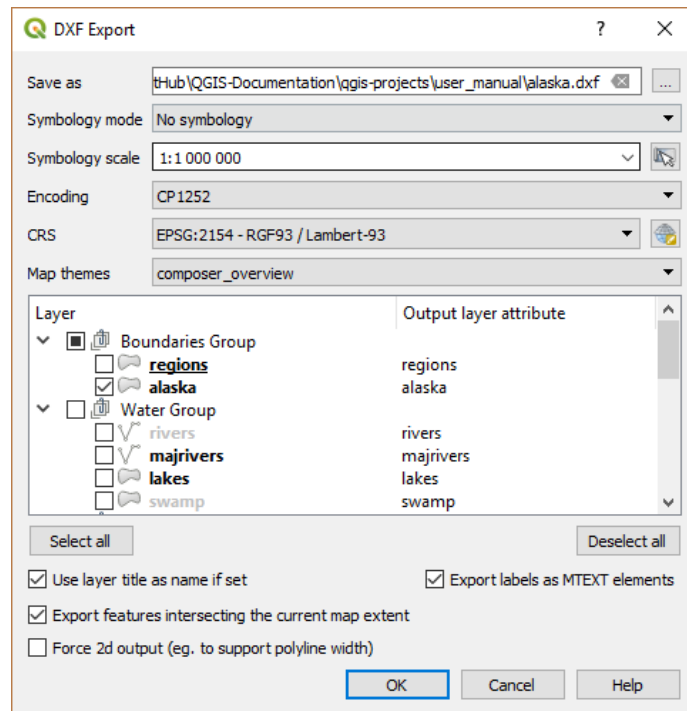 DXF Export
Save as tHub\QGIS-Documentation\qgis-projects\user_manual\alaska.dxf ...
Symbology mode No symbology
Symbology scale 1:1 000 000
Encoding CP1252
CRS EPSG:2154 - RGF93 / Lambert-93
Map themes composer_overview
Layer Output layer attribute
Boundaries Group
regions regions
alaska alaska
Water Group
rivers rivers
majrivers majrivers
lakes lakes
swamp swamp
Select all Deselect all
Use layer title as name if set Export labels as MTEXT elements
Export features intersecting the current map extent
Force 2d output (eg. to support polyline width)
OK Cancel Help